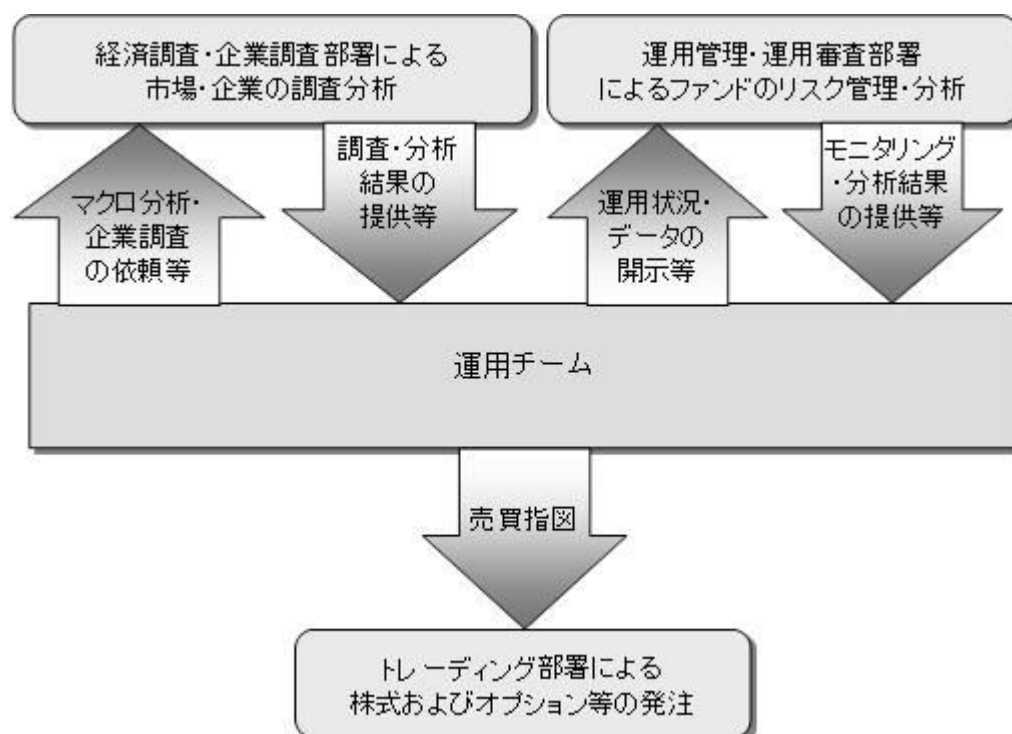 経済調査・企業調査部署による
市場・企業の調査分析
運用管理・運用審査部署
によるファンドのリスク管理・分析
マクロ分析・
企業調査
の依頼等
調査・分析
結果の
提供等
運用状況・
データの
開示等
モニタリング
・分析結果
の提供等
運用チーム
売買指図
トレーディング部署による
株式およびオプション等の発注